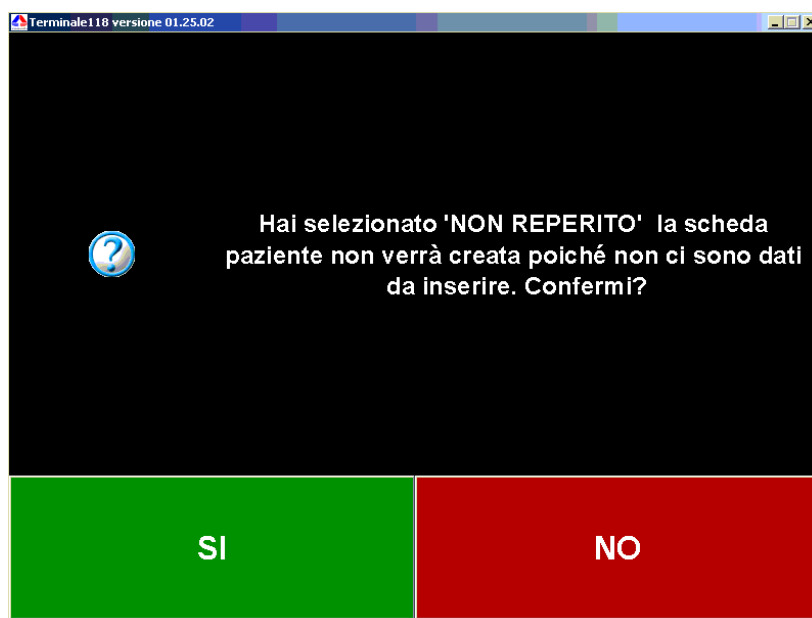 Terminale118 versione 01.25.02
Hai selezionato 'NON REPERITO' la scheda
paziente non verrà creata poiché non ci sono dati
da inserire. Confermi?
SI
NO